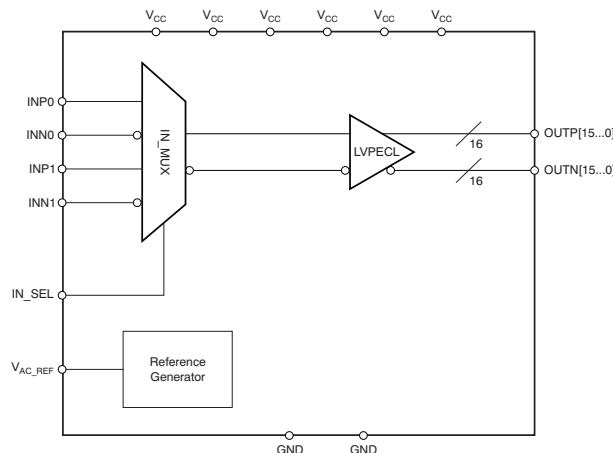 VCC VCC VCC VCC VCC VCC
INP0
INN0
INP1
INN1
IN_MUX
LVPECL
16
OUTP[15...0]
16
OUTN[15...0]
IN_SEL
VAC_REF
Reference
Generator
GND GND